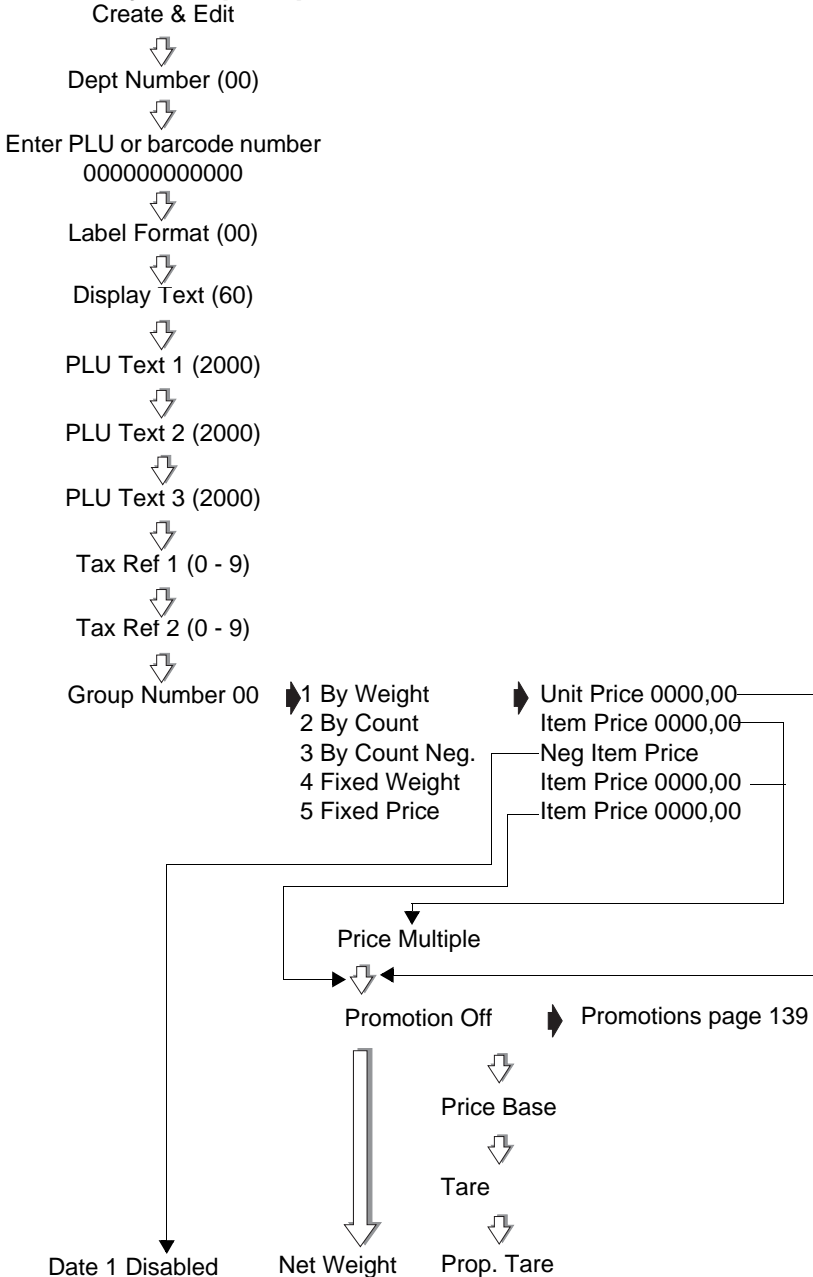 Create & Edit
Dept Number (00)
Enter PLU or barcode number
000000000000
Label Format (00)
Display Text (60)
PLU Text 1 (2000)
PLU Text 2 (2000)
PLU Text 3 (2000)
Tax Ref 1 (0 - 9)
Tax Ref 2 (0 - 9)
Group Number 00 1 By Weight Unit Price 0000,00
2 By Count Item Price 0000,00
3 By Count Neg. Neg Item Price
4 Fixed Weight Item Price 0000,00
5 Fixed Price Item Price 0000,00
Price Multiple
Promotion Off Promotions page 139
Price Base
Tare
Date 1 Disabled Net Weight Prop. Tare